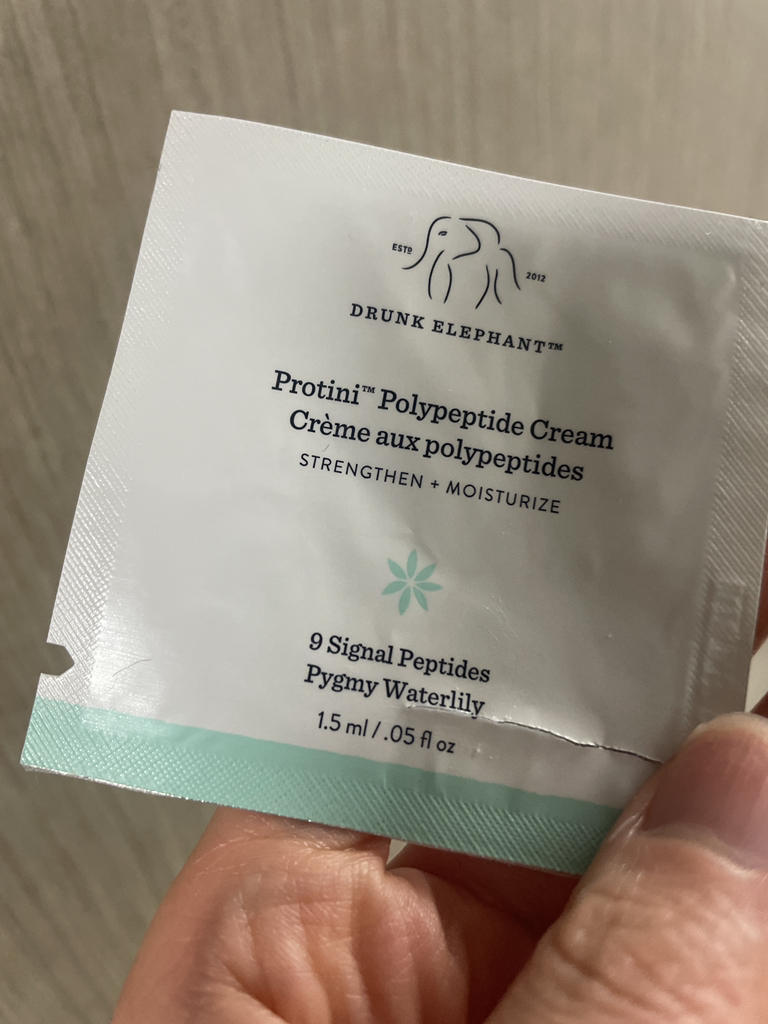 ESTD
2012
DRUNK ELEPHANT™
Protini™ Polypeptide Cream
Crème aux polypeptides
STRENGTHEN + MOISTURIZE
9 Signal Peptides
Pygmy Waterlily
1.5 ml / .05 fl oz